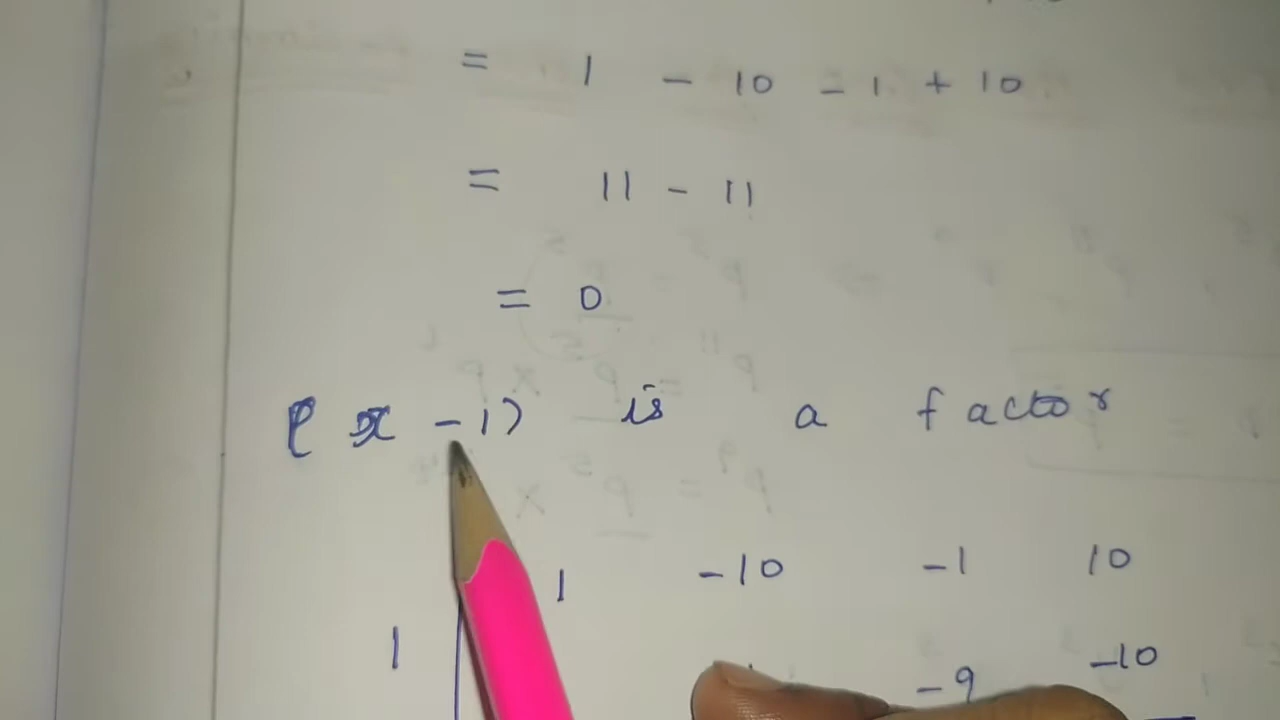 = 1 - 10 - 1 + 10
= 11 - 11
= 0
(x - 1) is a factor
1 -10 -1 10
1 -9 -10